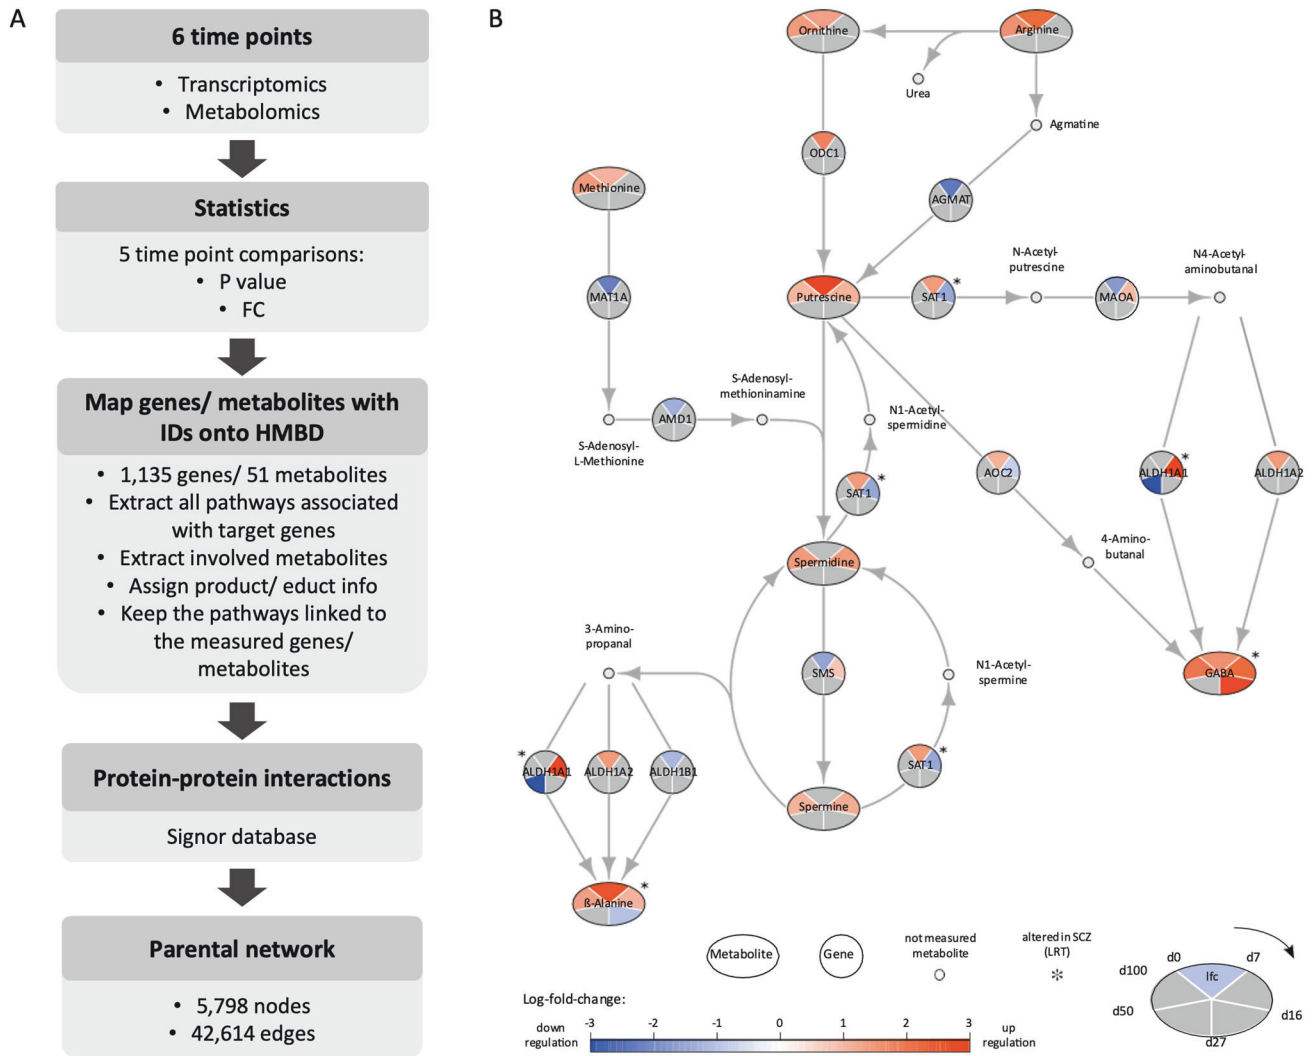 A
6 time points
• Transcriptomics
• Metabolomics
Statistics
5 time point comparisons:
• P value
• FC
Map genes/ metabolites with
IDs onto HMBD
• 1,135 genes/ 51 metabolites
• Extract all pathways associated
with target genes
• Extract involved metabolites
• Assign product/ educt info
• Keep the pathways linked to
the measured genes/
metabolites
Protein-protein interactions
Signor database
Parental network
• 5,798 nodes
• 42,614 edges
B
Ornithine
Arginine
Urea
Agmatine
ODC1
Methionine
AGMAT
N-Acetyl-
putrescine
N4-Acetyl-
aminobutanal
MAT1A
Putrescine
SAT1
*
MAOA
S-Adenosyl-
methioninamine
AMD1
N1-Acetyl-
spermidine
S-Adenosyl-
L-Methionine
SAT1
*
AOC2
ALDH1A1
*
ALDH1A2
4-Amino-
butanal
Spermidine
3-Amino-
propanal
SMS
N1-Acetyl-
spermine
GABA
*
*
ALDH1A1
ALDH1A2
ALDH1B1
SAT1
*
Spermine
ß-Alanine
*
Metabolite
Gene
not measured
metabolite
altered in SCZ
(LRT)
*
d0
d7
d100
lfc
d50
d16
d27
Log-fold-change:
down
regulation
-3
-2
-1
0
1
2
3
up
regulation